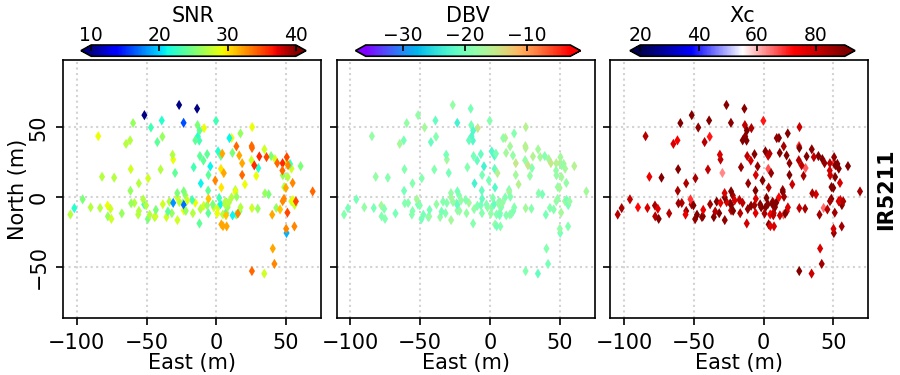 SNR DBV Xc
10 20 30 40 −30 −20 −10 20 40 60 80
50
0
−50
North (m)
−100 −50 0 50 −100 −50 0 50 −100 −50 0 50
East (m) East (m) East (m)
IR5211